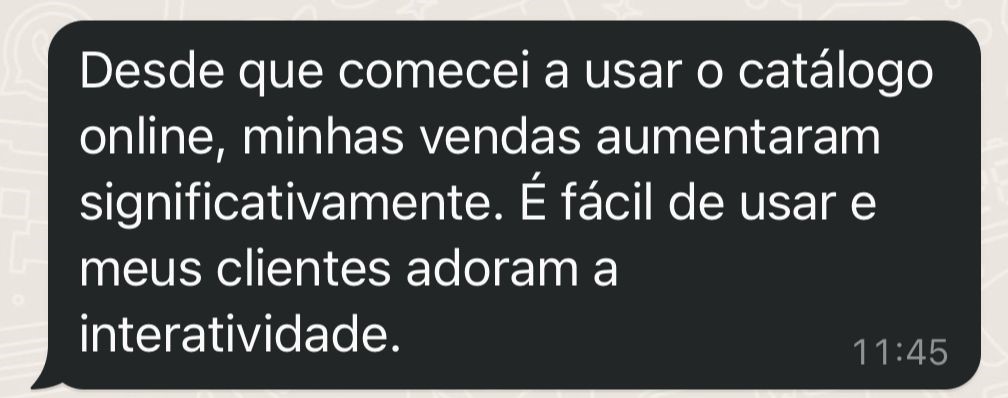 Desde que comecei a usar o catálogo
online, minhas vendas aumentaram
significativamente. É fácil de usar e
meus clientes adoram a
interatividade.
11:45